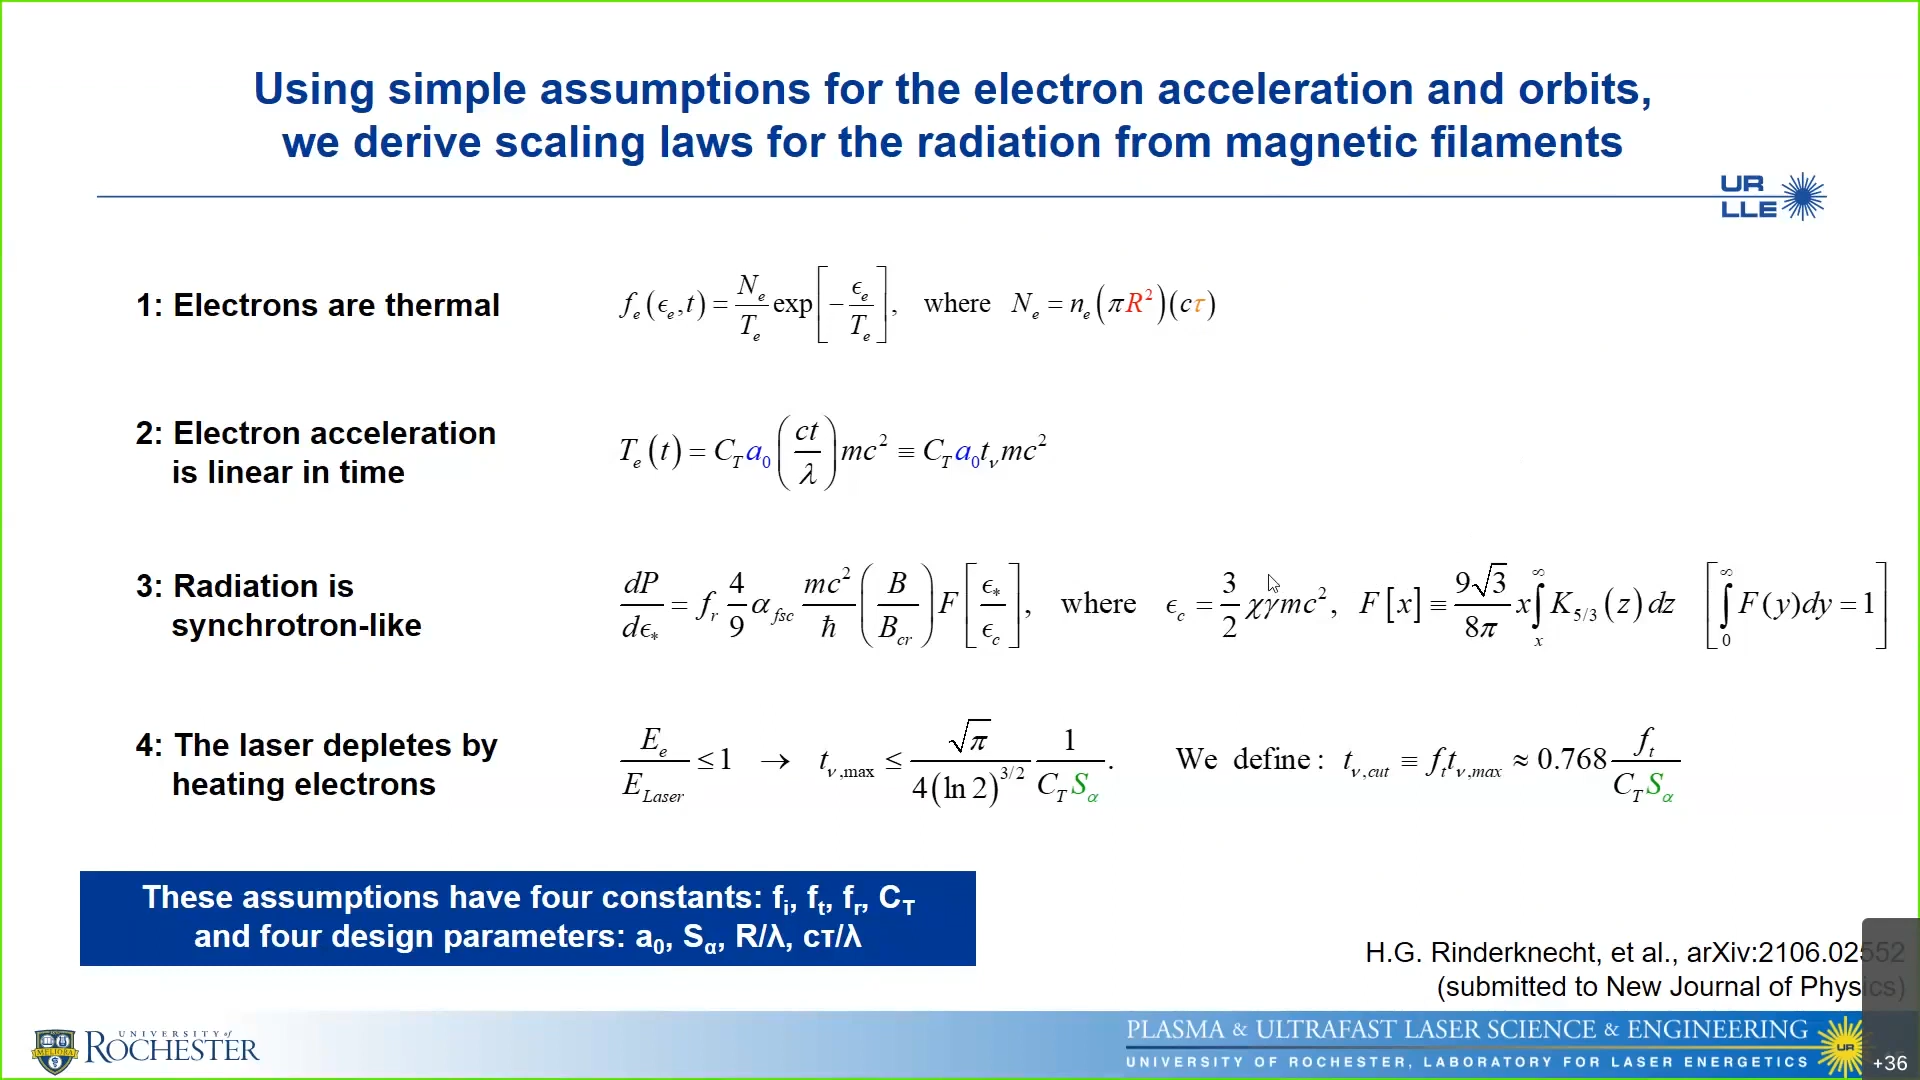 Using simple assumptions for the electron acceleration and orbits,
we derive scaling laws for the radiation from magnetic filaments
UR
LLE
1: Electrons are thermal
f_e(ϵ_e,t) = N_e/T_e exp[−ϵ_e/T_e], where N_e = n_e(πR²)(cτ)
2: Electron acceleration
is linear in time
T_e(t) = C_T a_0 (ct/λ) mc² ≡ C_T a_0 t_ν mc²
3: Radiation is
synchrotron-like
dP/dϵ_* = f_r 4/9 α_fsc mc²/ħ (B/B_cr) F[ϵ_*/ϵ_c], where ϵ_c = 3/2 χγmc², F[x] ≡ 9√3/8π x ∫_x^∞ K_{5/3}(z)dz [∫_0^∞ F(y)dy = 1]
4: The laser depletes by
heating electrons
E_e/E_Laser ≤ 1 → t_ν,max ≤ √π/(4(ln 2)^{3/2}) 1/(C_T S_α). We define: t_ν,cut ≡ f_t t_ν,max ≈ 0.768 f_t/(C_T S_α)
These assumptions have four constants: f_i, f_t, f_r, C_T
and four design parameters: a_0, S_α, R/λ, cτ/λ
H.G. Rinderknecht, et al., arXiv:2106.02552
(submitted to New Journal of Physics)
MELIORA
UNIVERSITY of
ROCHESTER
PLASMA & ULTRAFAST LASER SCIENCE & ENGINEERING
UNIVERSITY OF ROCHESTER, LABORATORY FOR LASER ENERGETICS
UR
+36